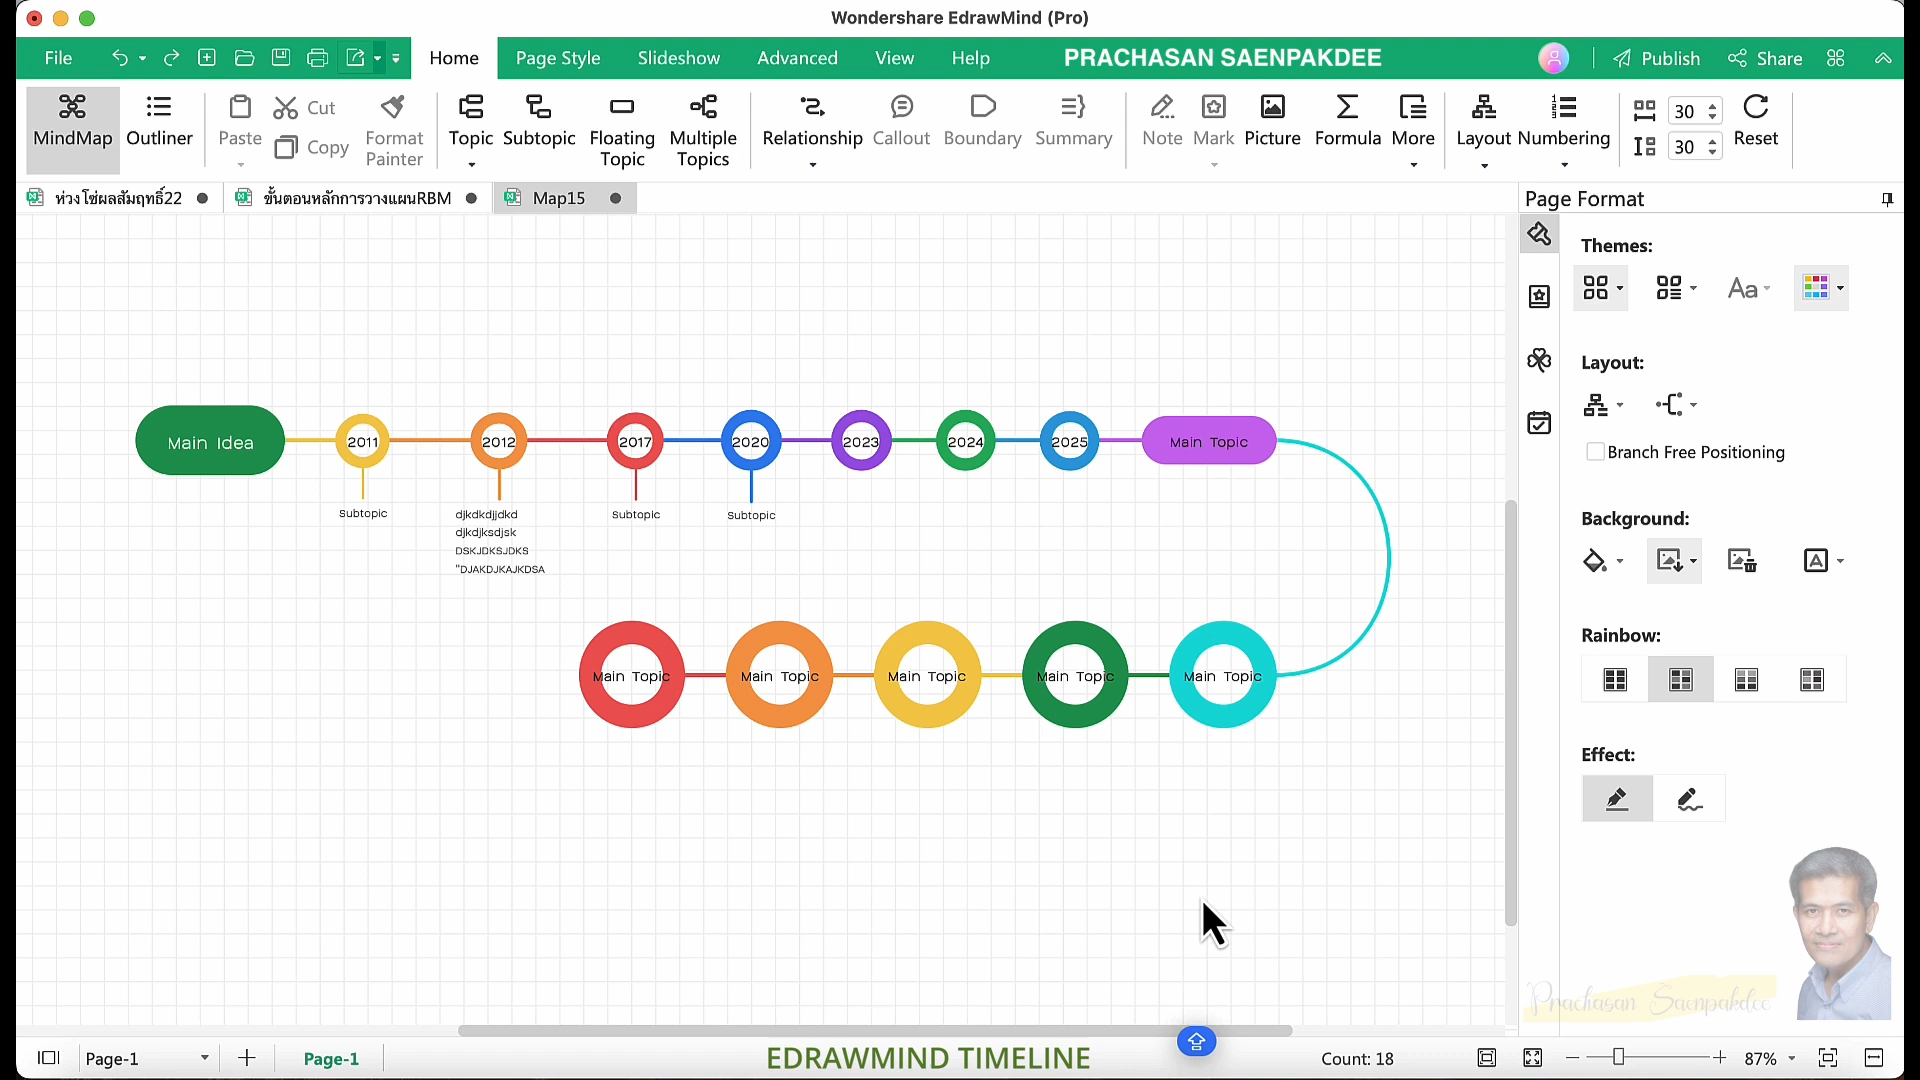 Wondershare EdrawMind (Pro)
File
Home
Page Style
Slideshow
Advanced
View
Help
PRACHASAN SAENPAKDEE
Publish
Share
MindMap
Outliner
Paste
Cut
Copy
Format
Painter
Topic
Subtopic
Floating
Topic
Multiple
Topics
Relationship
Callout
Boundary
Summary
Note
Mark
Picture
Formula
More
Layout
Numbering
30
30
Reset
ห่วงโซ่ผลสัมฤทธิ์22
ขั้นตอนหลักการวางแผนRBM
Map15
Page Format
Themes:
Aa
Layout:
Branch Free Positioning
Background:
Rainbow:
Effect:
Main Idea
2011
2012
2017
2020
2023
2024
2025
Main Topic
Subtopic
djkdkdjjdkd
djkdjksdjsk
DSKJDKSJDKS
"DJAKDJKAJKDSA
Subtopic
Subtopic
Main Topic
Main Topic
Main Topic
Main Topic
Main Topic
Prachasan Saenpakdee
Page-1
Page-1
EDRAWMIND TIMELINE
Count: 18
87%